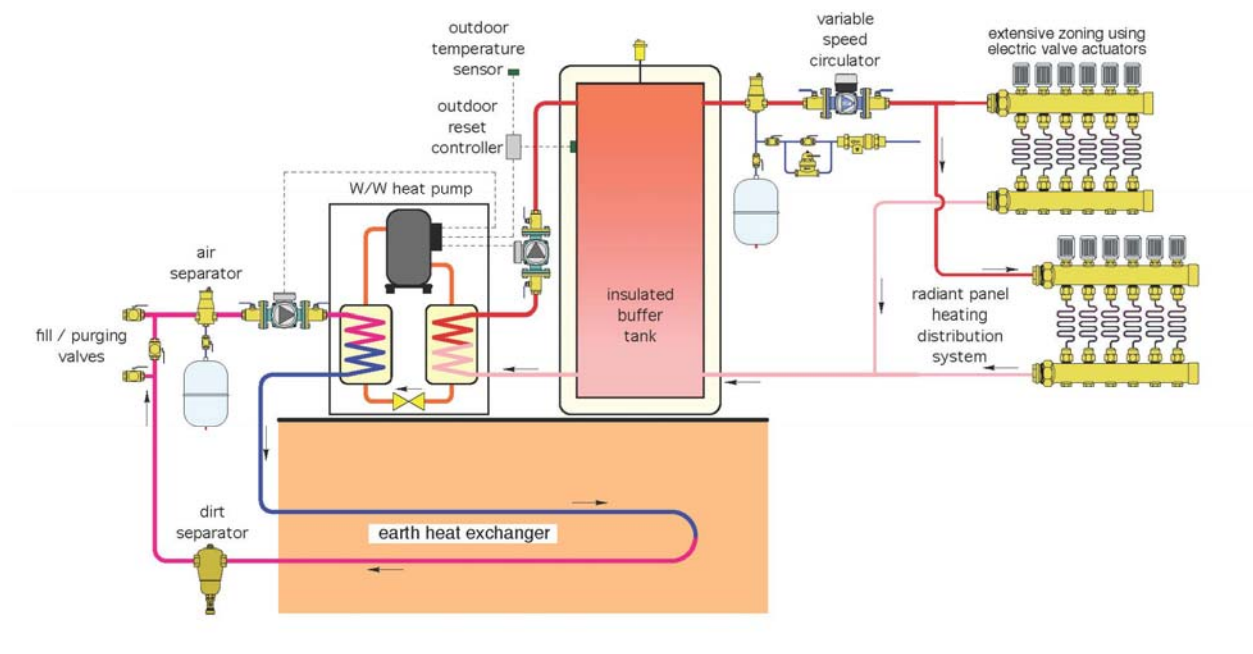 outdoor
temperature
sensor
variable
speed
circulator
extensive zoning using
electric valve actuators
outdoor
reset
controller
W/W heat pump
air
separator
fill / purging
valves
insulated
buffer
tank
radiant panel
heating
distribution
system
dirt
separator
earth heat exchanger